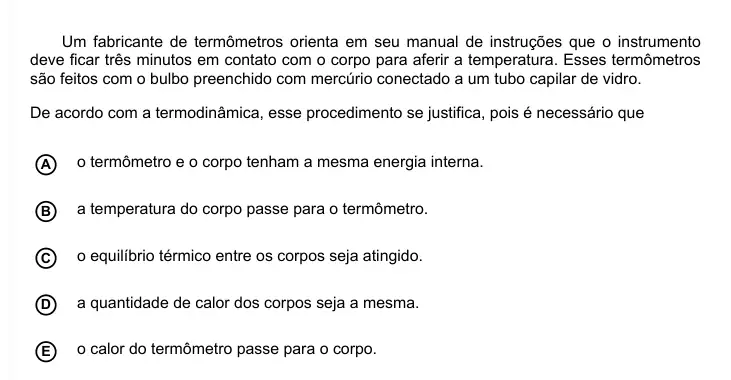 Um fabricante de termômetros orienta em seu manual de instruções que o instrumento
deve ficar três minutos em contato com o corpo para aferir a temperatura. Esses termômetros
são feitos com o bulbo preenchido com mercúrio conectado a um tubo capilar de vidro.
De acordo com a termodinâmica, esse procedimento se justifica, pois é necessário que
A o termômetro e o corpo tenham a mesma energia interna.
B a temperatura do corpo passe para o termômetro.
C o equilíbrio térmico entre os corpos seja atingido.
D a quantidade de calor dos corpos seja a mesma.
E o calor do termômetro passe para o corpo.